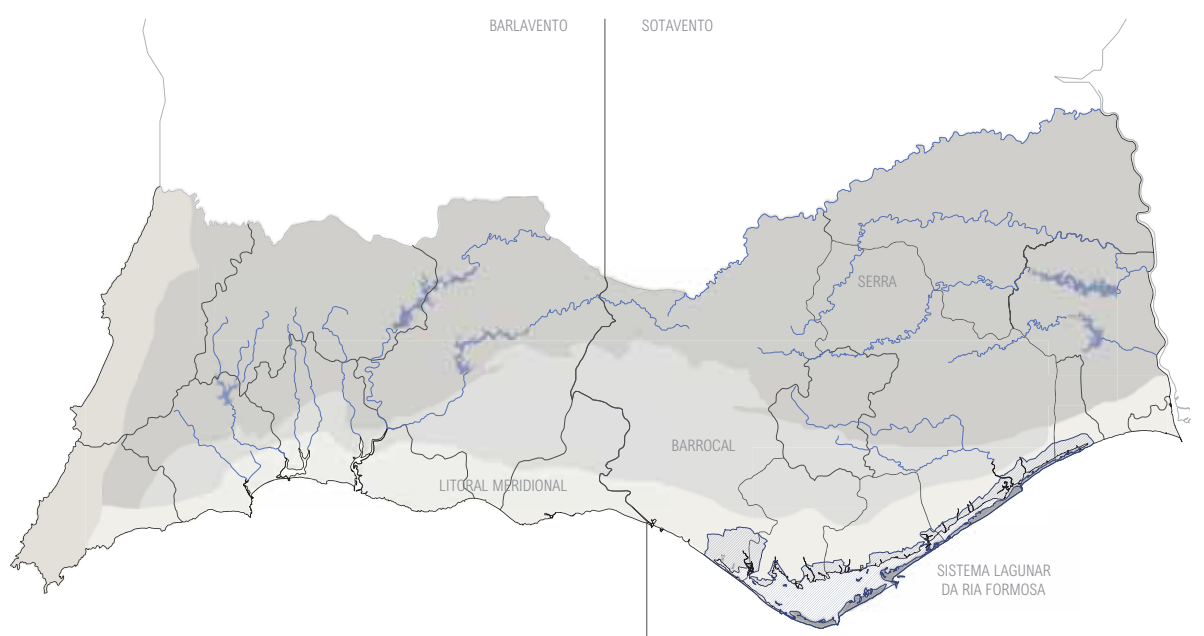 BARLAVENTO
SOTAVENTO
SERRA
BARROCAL
LITORAL MERIDIONAL
SISTEMA LAGUNAR
DA RIA FORMOSA